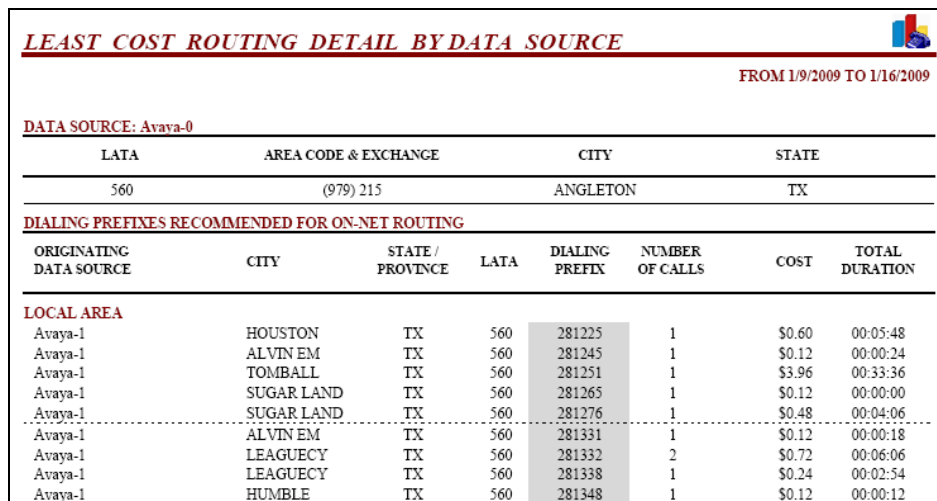 LEAST COST ROUTING DETAIL BY DATA SOURCE
FROM 1/9/2009 TO 1/16/2009
DATA SOURCE: Avaya-0
LATA AREA CODE & EXCHANGE CITY STATE
560 (979) 215 ANGLETON TX
DIALING PREFIXES RECOMMENDED FOR ON-NET ROUTING
ORIGINATING DATA SOURCE CITY STATE / PROVINCE LATA DIALING PREFIX NUMBER OF CALLS COST TOTAL DURATION
LOCAL AREA
Avaya-1 HOUSTON TX 560 281225 1 $0.60 00:05:48
Avaya-1 ALVIN EM TX 560 281245 1 $0.12 00:00:24
Avaya-1 TOMBALL TX 560 281251 1 $3.96 00:33:36
Avaya-1 SUGAR LAND TX 560 281265 1 $0.12 00:00:00
Avaya-1 SUGAR LAND TX 560 281276 1 $0.48 00:04:06
Avaya-1 ALVIN EM TX 560 281331 1 $0.12 00:00:18
Avaya-1 LEAGUECY TX 560 281332 2 $0.72 00:06:06
Avaya-1 LEAGUECY TX 560 281338 1 $0.24 00:02:54
Avaya-1 HUMBLE TX 560 281348 1 $0.12 00:00:12